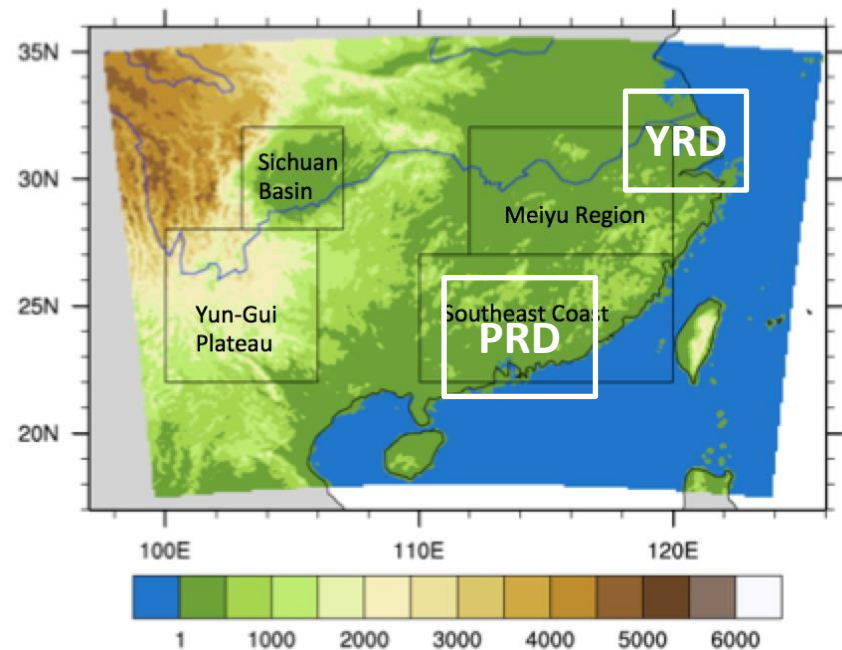 35N
YRD
Sichuan
Basin
30N
Meiyu Region
25N
Yun-Gui
Plateau
Southeast Coast
PRD
20N
100E 110E 120E
1 1000 2000 3000 4000 5000 6000